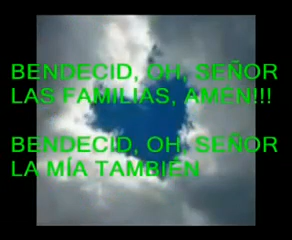 BENDECID, OH, SEÑOR
LAS FAMILIAS, AMÉN!!!
BENDECID, OH, SEÑOR
LA MÍA TAMBIÉN